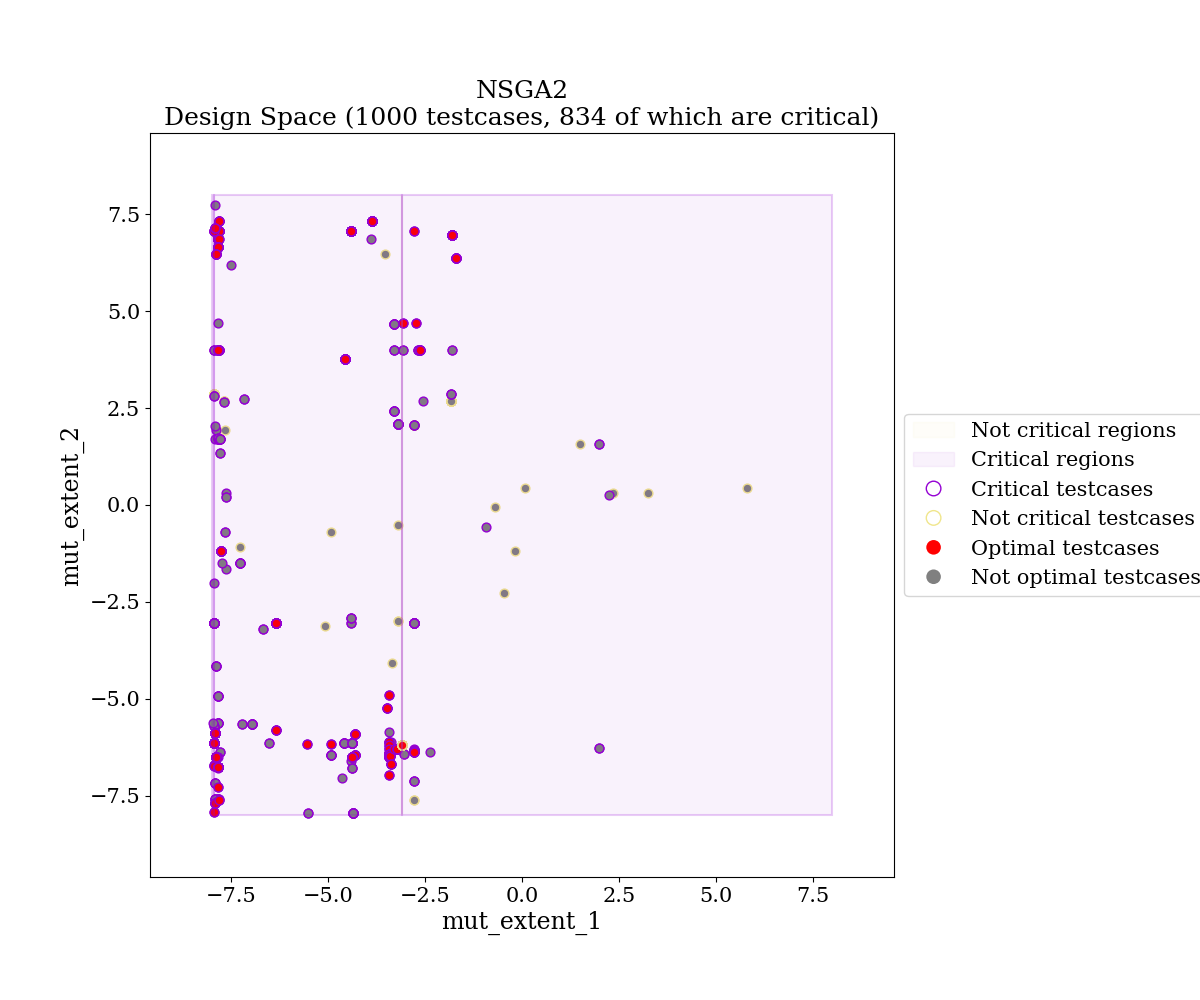 NSGA2
Design Space (1000 testcases, 834 of which are critical)
7.5
5.0
2.5
0.0
−2.5
−5.0
−7.5
mut_extent_2
−7.5
−5.0
−2.5
0.0
2.5
5.0
7.5
mut_extent_1
Not critical regions
Critical regions
Critical testcases
Not critical testcases
Optimal testcases
Not optimal testcases